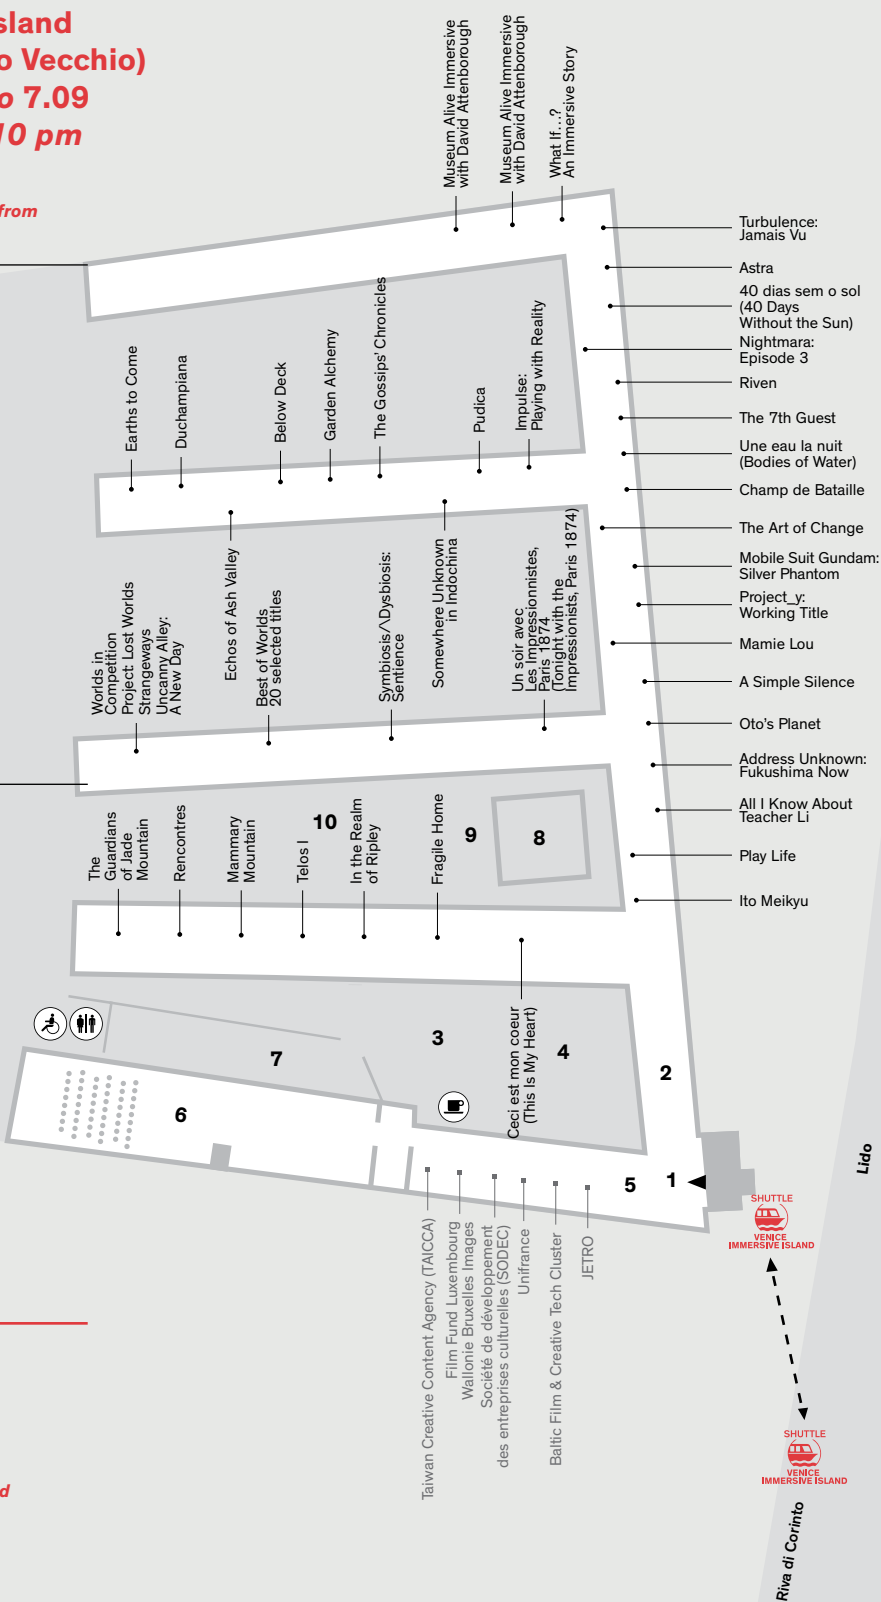 sland
o Vecchio)
o 7.09
10 pm
from
Museum Alive Immersive
with David Attenborough
Museum Alive Immersive
with David Attenborough
What If…?
An Immersive Story
Turbulence:
Jamais Vu
Astra
40 dias sem o sol
(40 Days
Without the Sun)
Nightmara:
Episode 3
Riven
The 7th Guest
Une eau la nuit
(Bodies of Water)
Champ de Bataille
The Art of Change
Mobile Suit Gundam:
Silver Phantom
Project_y:
Working Title
Mamie Lou
A Simple Silence
Oto's Planet
Address Unknown:
Fukushima Now
All I Know About
Teacher Li
Play Life
Ito Meikyu
Earths to Come
Duchampiana
Below Deck
Garden Alchemy
The Gossips' Chronicles
Pudica
Impulse:
Playing with Reality
Echos of Ash Valley
Somewhere Unknown
in Indochina
Worlds in
Competition
Project: Lost Worlds
Strangeways
Uncanny Alley:
A New Day
Best of Worlds
20 selected titles
Symbiosis/\Dysbiosis:
Sentience
Un soir avec
Les Impressionnistes,
Paris 1874
(Tonight with the
Impressionists, Paris 1874)
The
Guardians
of Jade
Mountain
Rencontres
Mammary
Mountain
Telos I
In the Realm
of Ripley
Fragile Home
10
9
8
Ceci est mon coeur
(This Is My Heart)
3
4
7
2
6
5
1
Taiwan Creative Content Agency (TAICCA)
Film Fund Luxembourg
Wallonie Bruxelles Images
Société de développement
des entreprises culturelles (SODEC)
Unifrance
Baltic Film & Creative Tech Cluster
JETRO
Lido
SHUTTLE
VENICE
IMMERSIVE ISLAND
SHUTTLE
VENICE
IMMERSIVE ISLAND
Riva di Corinto
d